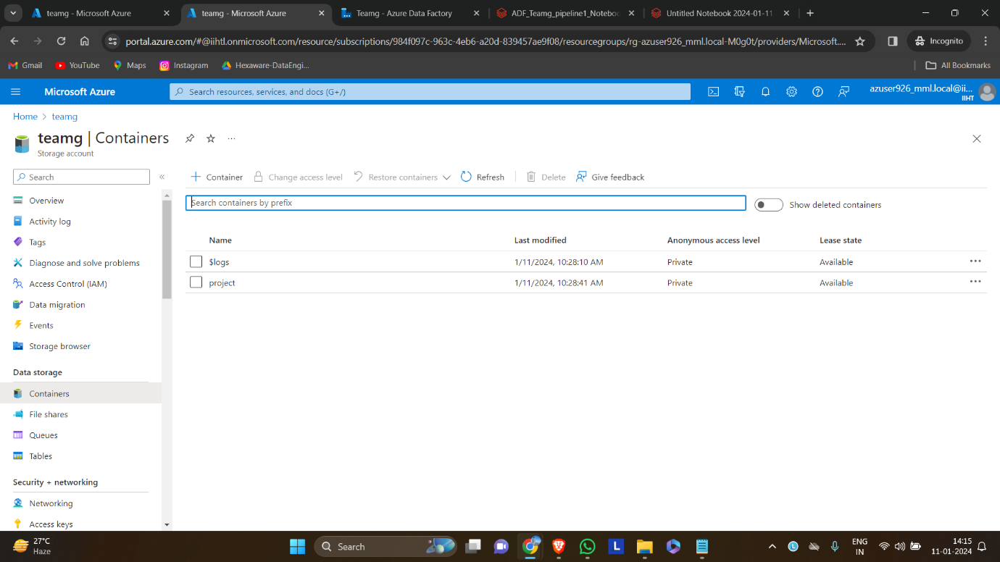 teamg - Microsoft Azure
teamg - Microsoft Azure
Teamg - Azure Data Factory
ADF_Teamg_pipeline1_Noteboo
Untitled Notebook 2024-01-11
portal.azure.com/#@iihtl.onmicrosoft.com/resource/subscriptions/984f097c-963c-4eb6-a20d-839457ae9f08/resourcegroups/rg-azuser926_mml.local-M0g0t/providers/Microsoft....
Incognito
Gmail
YouTube
Maps
Instagram
Hexaware-DataEngi...
All Bookmarks
Microsoft Azure
Search resources, services, and docs (G+/)
azuser926_mml.local@ii...
IIHT
Home > teamg
teamg | Containers
Storage account
Search
Container
Change access level
Restore containers
Refresh
Delete
Give feedback
Search containers by prefix
Show deleted containers
Name Last modified Anonymous access level Lease state
$logs 1/11/2024, 10:28:10 AM Private Available
project 1/11/2024, 10:28:41 AM Private Available
Overview
Activity log
Tags
Diagnose and solve problems
Access Control (IAM)
Data migration
Events
Storage browser
Data storage
Containers
File shares
Queues
Tables
Security + networking
Networking
Access keys
27°C
Haze
Search
L
L
ENG
IN
14:15
11-01-2024